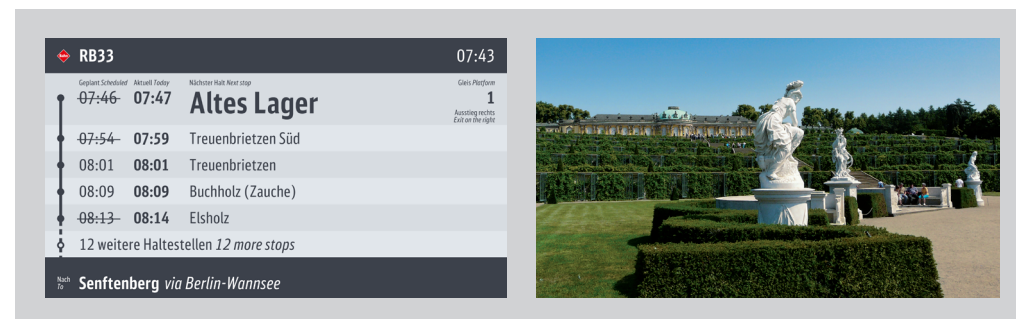 RB33 07:43
Geplant Scheduled Aktuell Today Nächster Halt Next stop Gleis Platform
07:46 07:47 Altes Lager 1
Ausstieg rechts
Exit on the right
07:54 07:59 Treuenbrietzen Süd
08:01 08:01 Treuenbrietzen
08:09 08:09 Buchholz (Zauche)
08:13 08:14 Elsholz
12 weitere Haltestellen 12 more stops
Nach
To
Senftenberg via Berlin-Wannsee